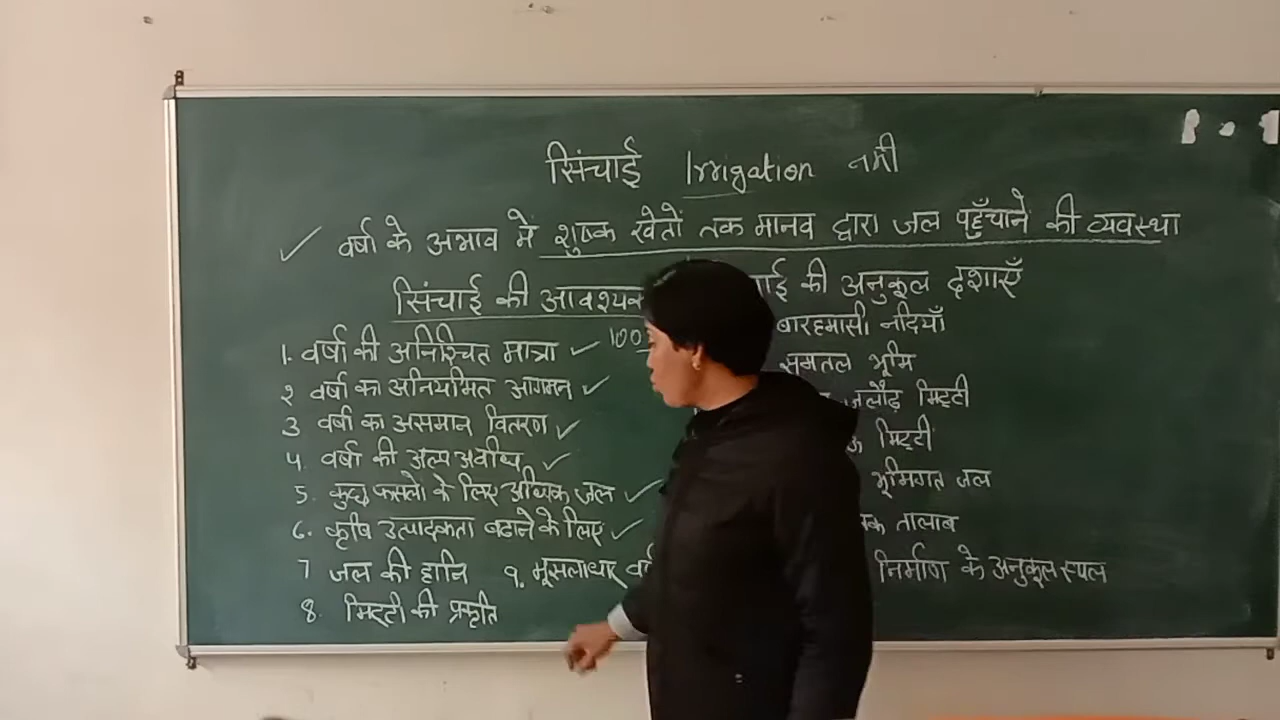 सिंचाई Irrigation नमी
वर्षा के अभाव में शुष्क खेतों तक मानव द्वारा जल पहुँचाने की व्यवस्था
सिंचाई की आवश्यक
ाई की अनुकूल दशाएँ
1. वर्षा की अनिश्चित मात्रा
100
2 वर्षा का अनियमित आगमन
3 वर्षा का असमान वितरण
4. वर्षा की अल्प अवधि
5. कुछ फसलो के लिए अधिक जल
6. कृषि उत्पादकता बढाने के लिए
7 जल की हानि
9. मूसलाधार वर्ष
8. मिट्टी की प्रकृति
बारहमासी नदियाँ
समतल भूमि
जलोढ़ मिट्टी
मिट्टी
भूमिगत जल
तालाब
निर्माण के अनुकूल स्थल